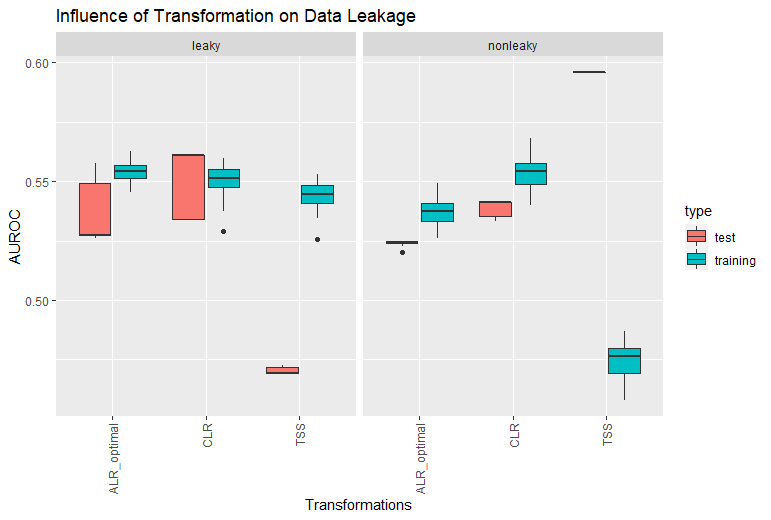 Influence of Transformation on Data Leakage
leaky
nonleaky
0.60
0.55
0.50
AUROC
ALR_optimal
CLR
TSS
ALR_optimal
CLR
TSS
Transformations
type
test
training